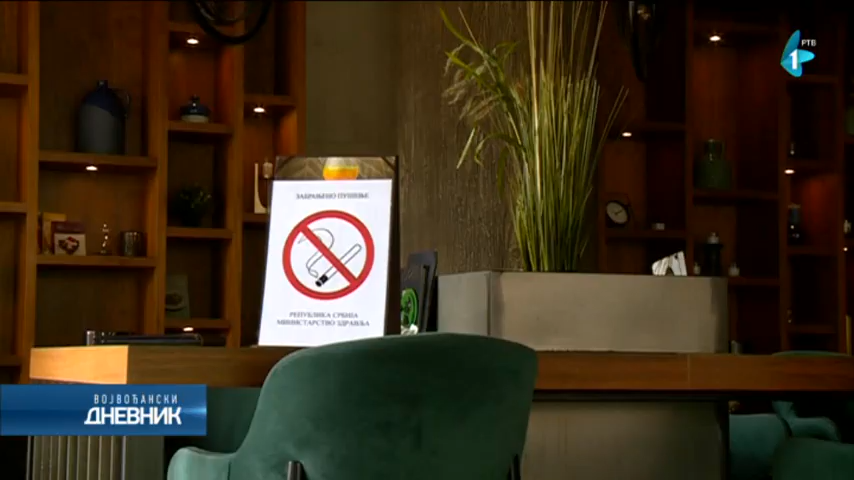 РТВ
1
ЗАБРАЊЕНО ПУШЕЊЕ
РЕПУБЛИКА СРБИЈА
МИНИСТАРСТВО ЗДРАВЉА
ВОЈВОЂАНСКИ
ДНЕВНИК